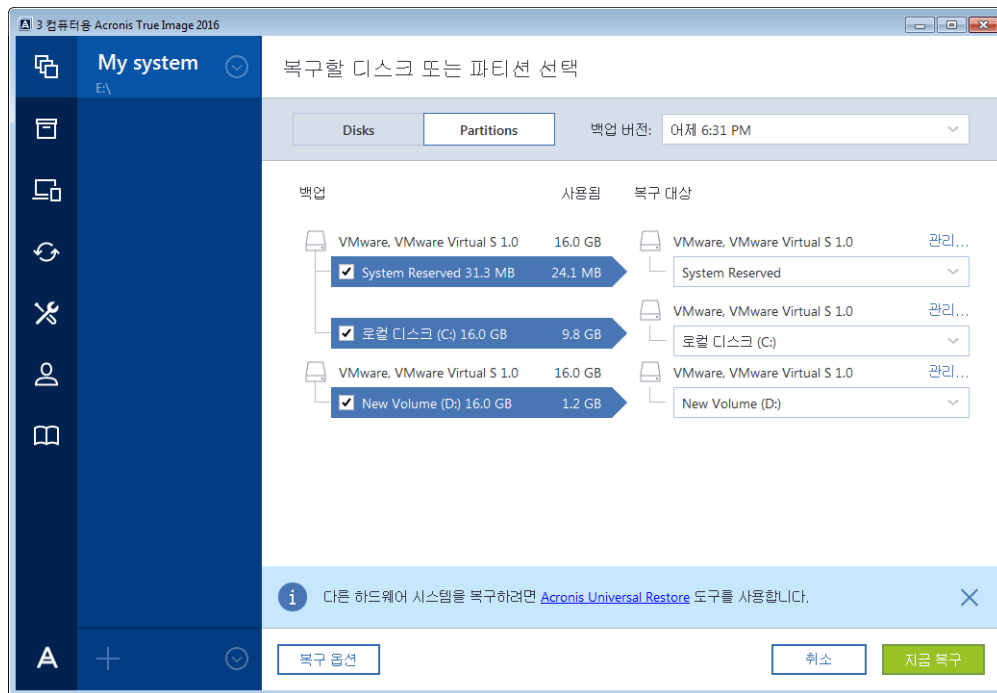 3 컴퓨터용 Acronis True Image 2016
My system
E:\
복구할 디스크 또는 파티션 선택
Disks
Partitions
백업 버전:
어제 6:31 PM
백업
사용됨
복구 대상
VMware, VMware Virtual S 1.0
16.0 GB
VMware, VMware Virtual S 1.0
관리...
System Reserved 31.3 MB
24.1 MB
System Reserved
VMware, VMware Virtual S 1.0
관리...
로컬 디스크 (C:) 16.0 GB
9.8 GB
로컬 디스크 (C:)
VMware, VMware Virtual S 1.0
16.0 GB
VMware, VMware Virtual S 1.0
관리...
New Volume (D:) 16.0 GB
1.2 GB
New Volume (D:)
다른 하드웨어 시스템을 복구하려면 Acronis Universal Restore 도구를 사용합니다.
복구 옵션
취소
지금 복구